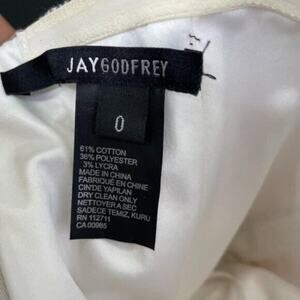 JAYGODFREY
0
61% COTTON
36% POLYESTER
3% LYCRA
MADE IN CHINA
FABRIQUÉ EN CHINE
CIN'DE YAPILAN
DRY CLEAN ONLY
NETTOYER A SEC
SADECE TEMIZ, KURU
RN 112711
CA 00985